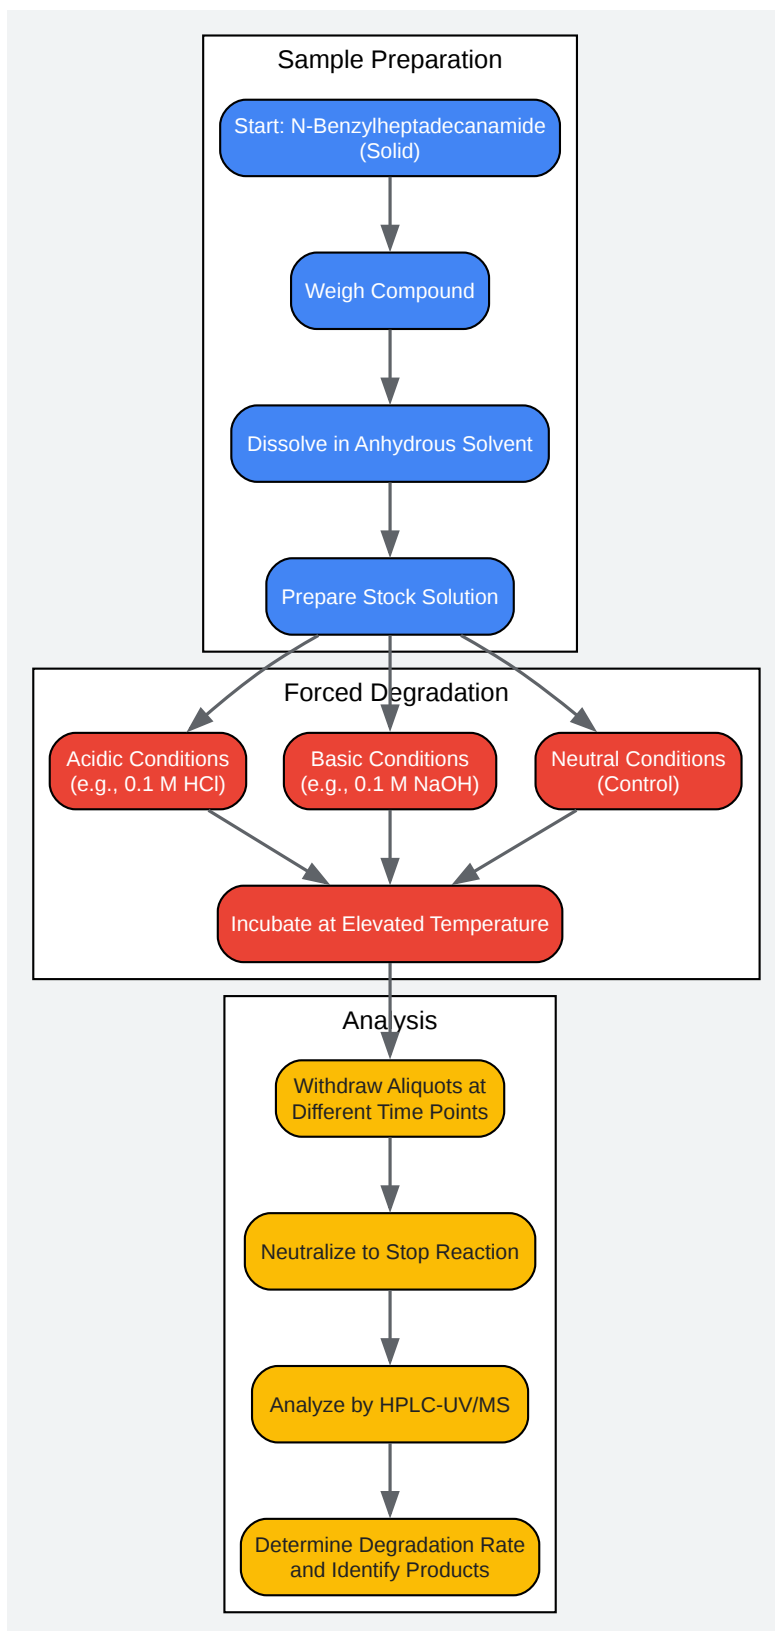 Sample Preparation
Start: N-Benzylheptadecanamide
(Solid)
Weigh Compound
Dissolve in Anhydrous Solvent
Prepare Stock Solution
Forced Degradation
Acidic Conditions
(e.g., 0.1 M HCl)
Basic Conditions
(e.g., 0.1 M NaOH)
Neutral Conditions
(Control)
Incubate at Elevated Temperature
Analysis
Withdraw Aliquots at
Different Time Points
Neutralize to Stop Reaction
Analyze by HPLC-UV/MS
Determine Degradation Rate
and Identify Products